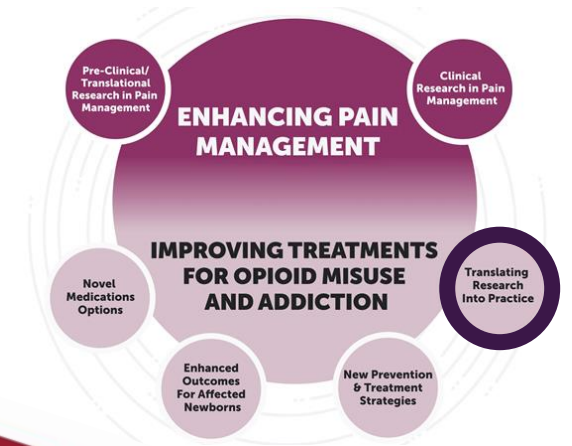 Pre-Clinical/
Translational
Research in Pain
Management
Clinical
Research in Pain
Management
ENHANCING PAIN
MANAGEMENT
IMPROVING TREATMENTS
FOR OPIOID MISUSE
AND ADDICTION
Novel
Medications
Options
Translating
Research
Into Practice
Enhanced
Outcomes
For Affected
Newborns
New Prevention
& Treatment
Strategies